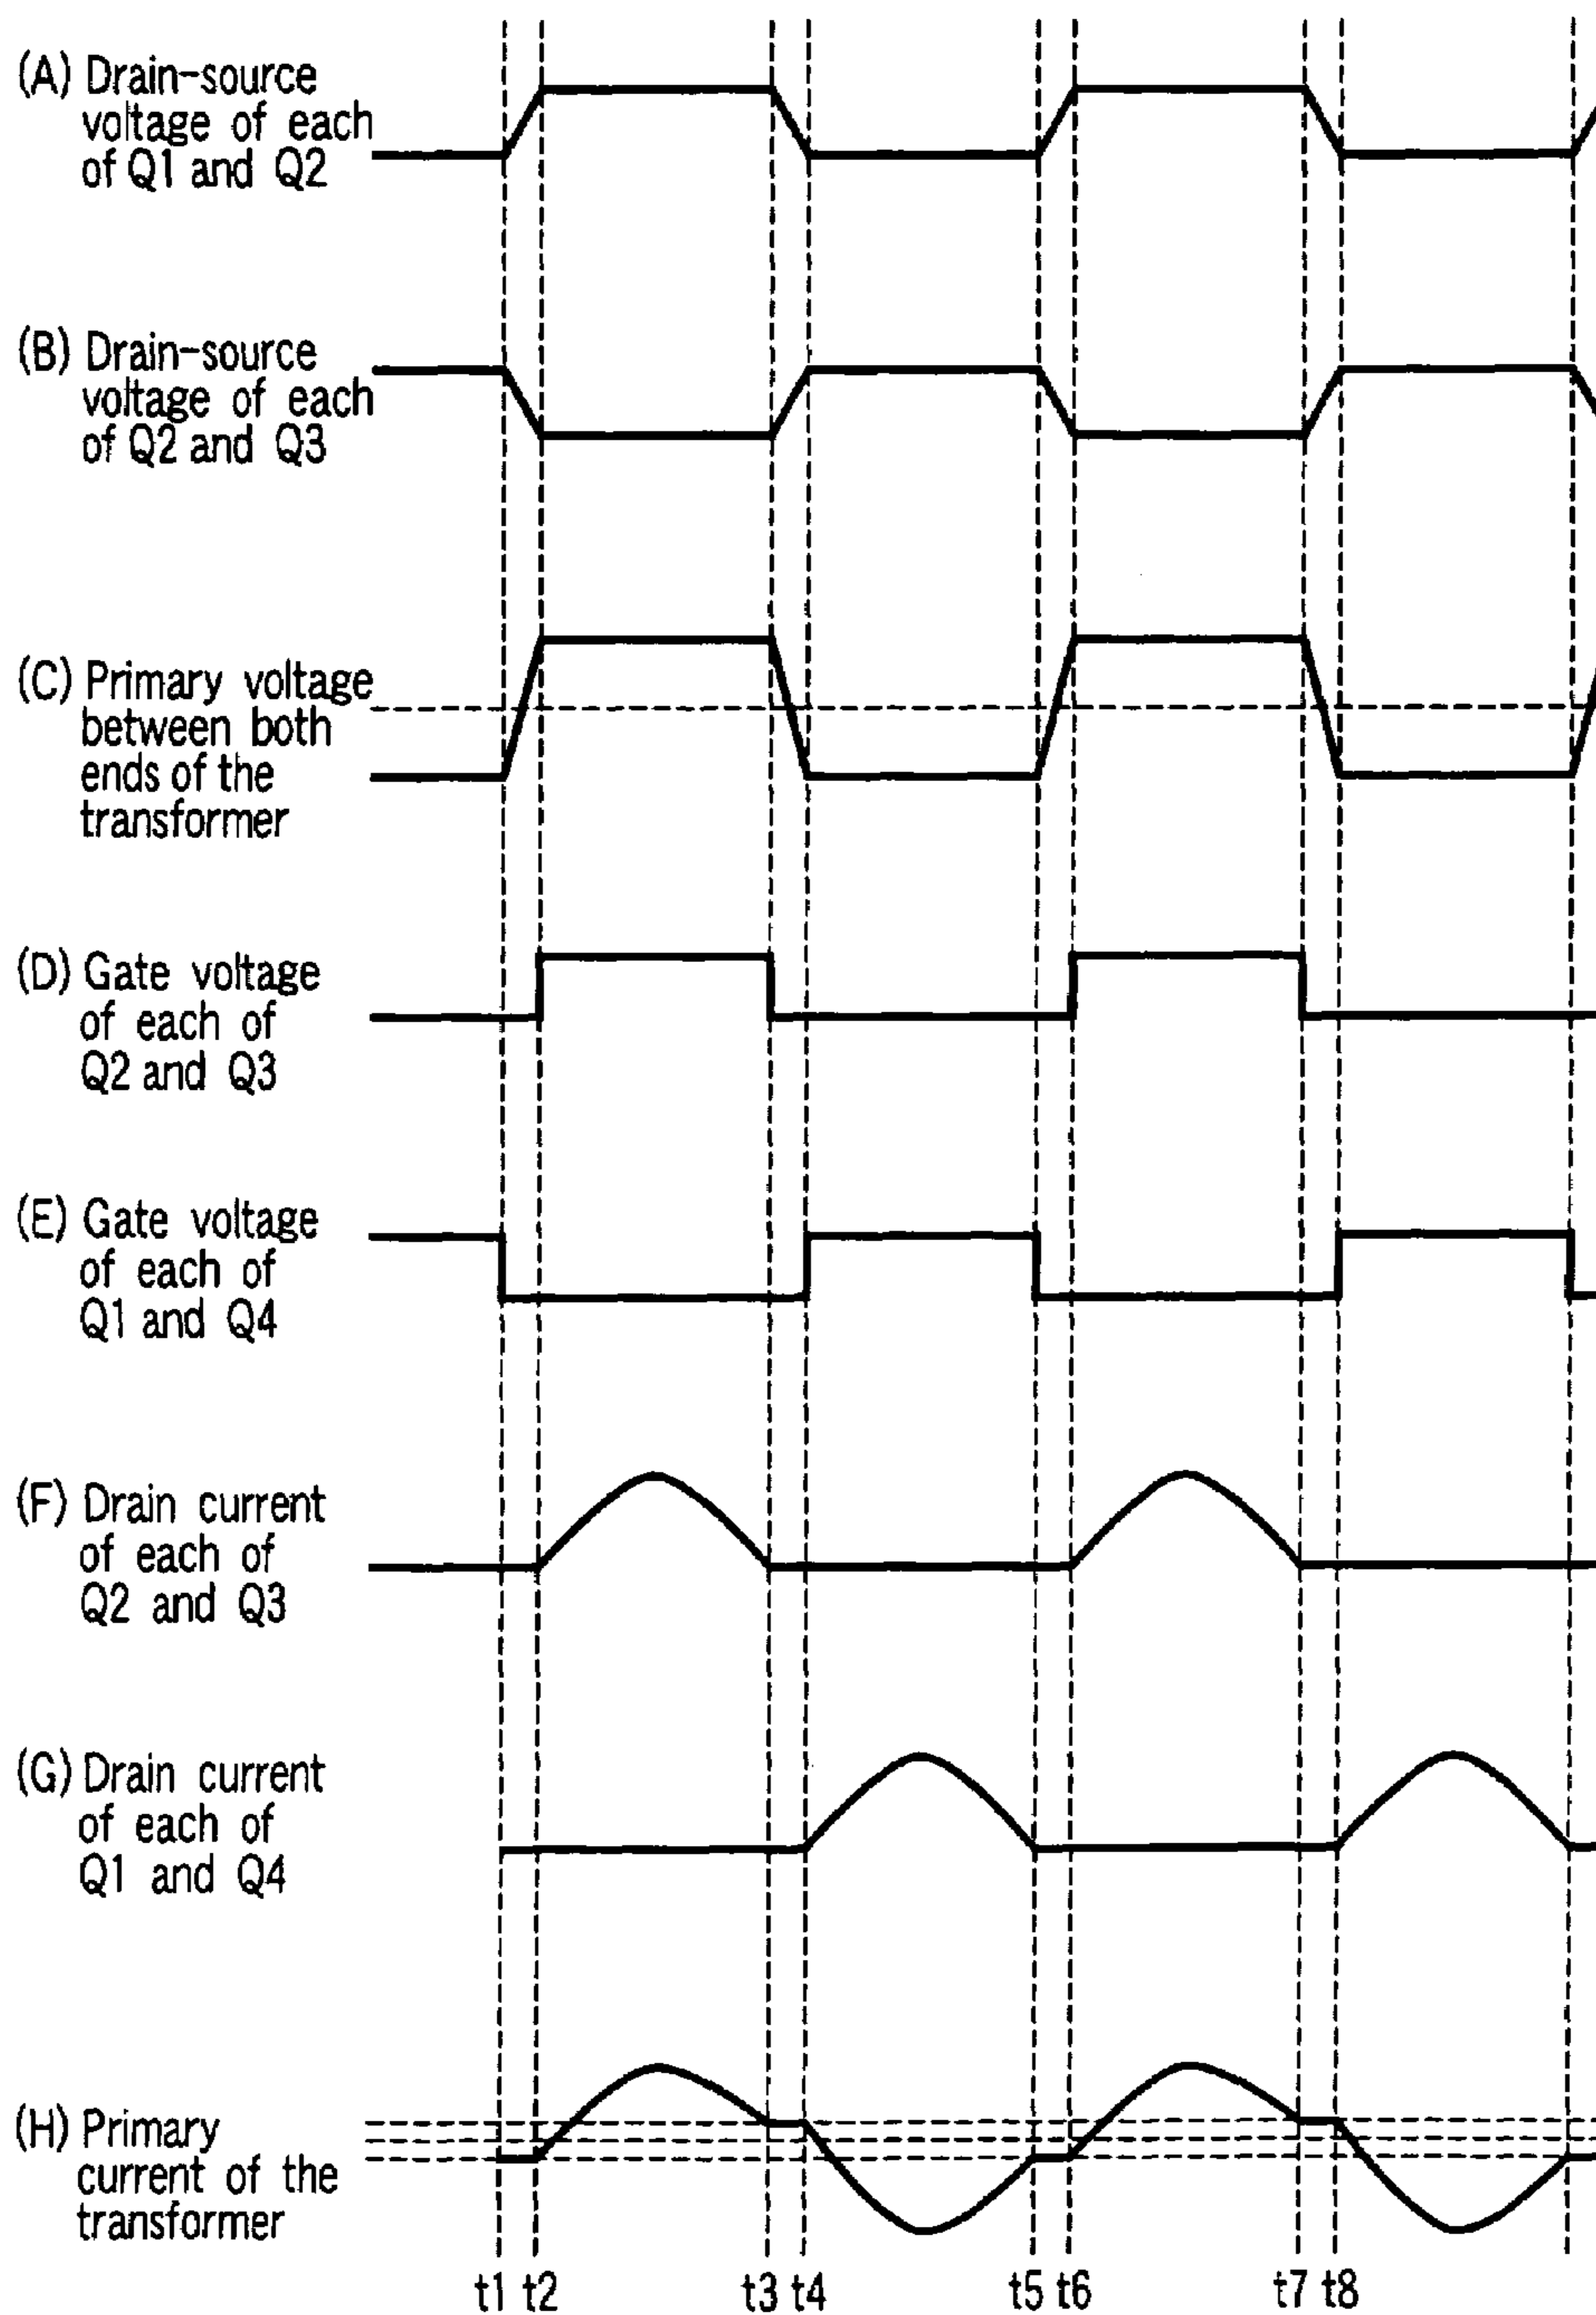 (A) Drain-source
voltage of each
of Q1 and Q2
(B) Drain-source
voltage of each
of Q2 and Q3
(C) Primary voltage
between both
ends of the
transformer
(D) Gate voltage
of each of
Q2 and Q3
(E) Gate voltage
of each of
Q1 and Q4
(F) Drain current
of each of
Q2 and Q3
(G) Drain current
of each of
Q1 and Q4
(H) Primary
current of the
transformer
t1 t2 t3 t4 t5 t6 t7 t8